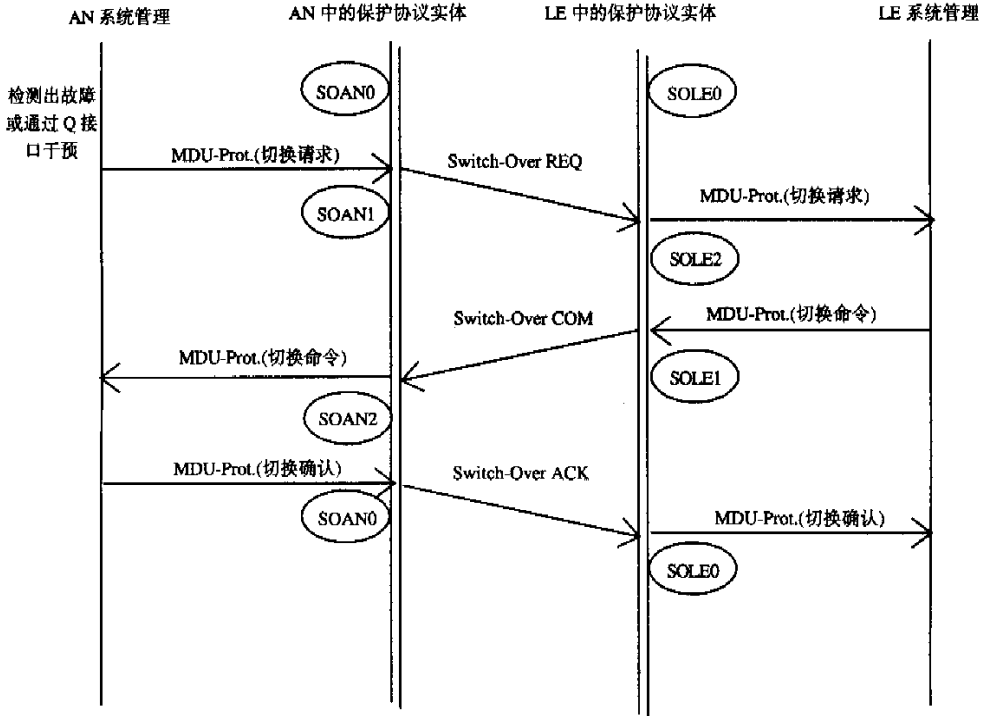 AN 系统管理
AN 中的保护协议实体
LE 中的保护协议实体
LE 系统管理
SOAN0
SOLE0
检测出故障
或通过 Q 接
口干预
MDU-Prot.(切换请求)
Switch-Over REQ
MDU-Prot.(切换请求)
SOAN1
SOLE2
Switch-Over COM
MDU-Prot.(切换命令)
MDU-Prot.(切换命令)
SOLE1
SOAN2
MDU-Prot.(切换确认)
Switch-Over ACK
SOAN0
MDU-Prot.(切换确认)
SOLE0